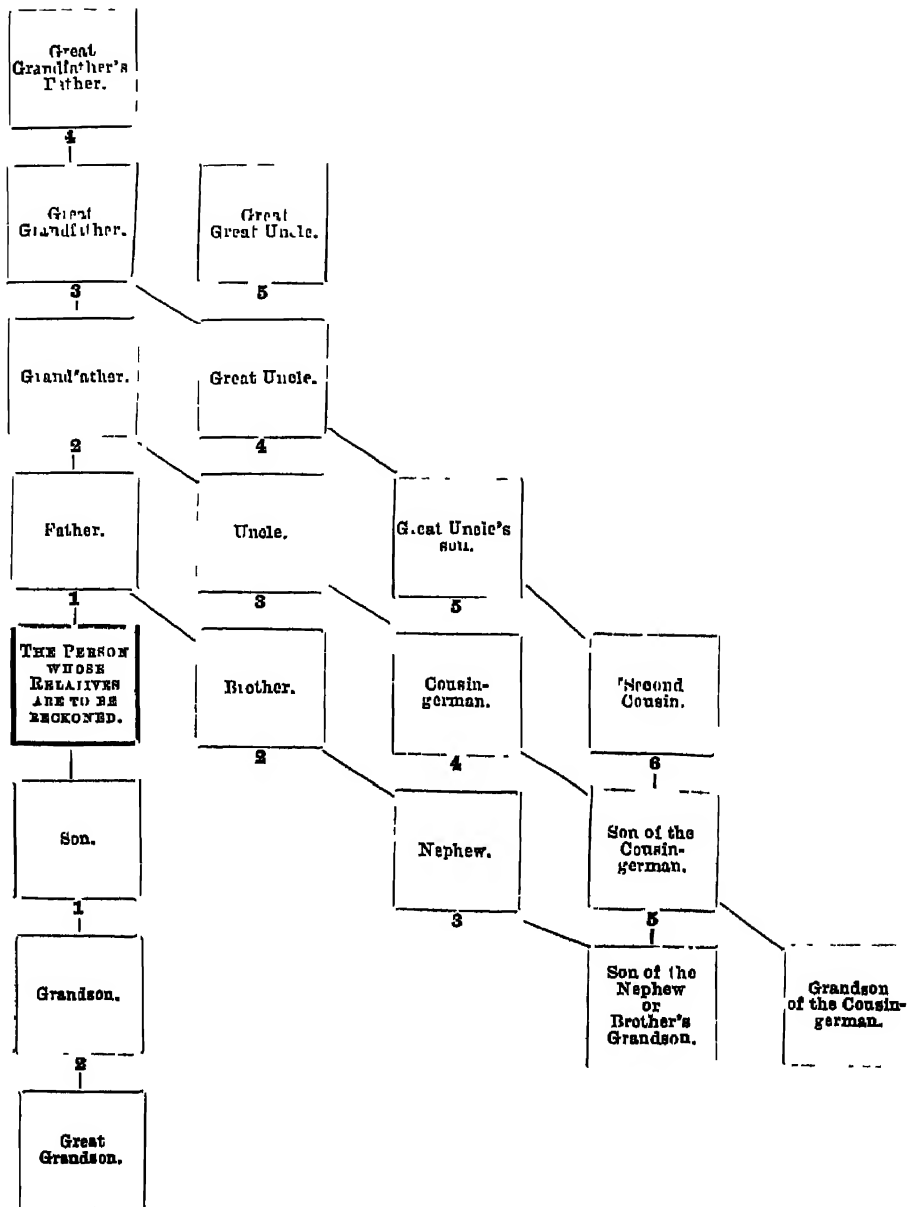 Great
Grandfather's
Father.
4
Great
Grandfather.
Great
Great Uncle.
3
5
Grandfather.
Great Uncle.
2
4
Father.
Uncle.
Great Uncle's
son.
1
3
5
THE PERSON
WHOSE
RELATIVES
ARE TO BE
RECKONED.
Brother.
Cousin-
german.
Second
Cousin.
2
4
6
Son.
Nephew.
Son of the
Cousin-
german.
1
3
5
Grandson.
Son of the
Nephew
or
Brother's
Grandson.
Grandson
of the Cousin-
german.
2
Great
Grandson.